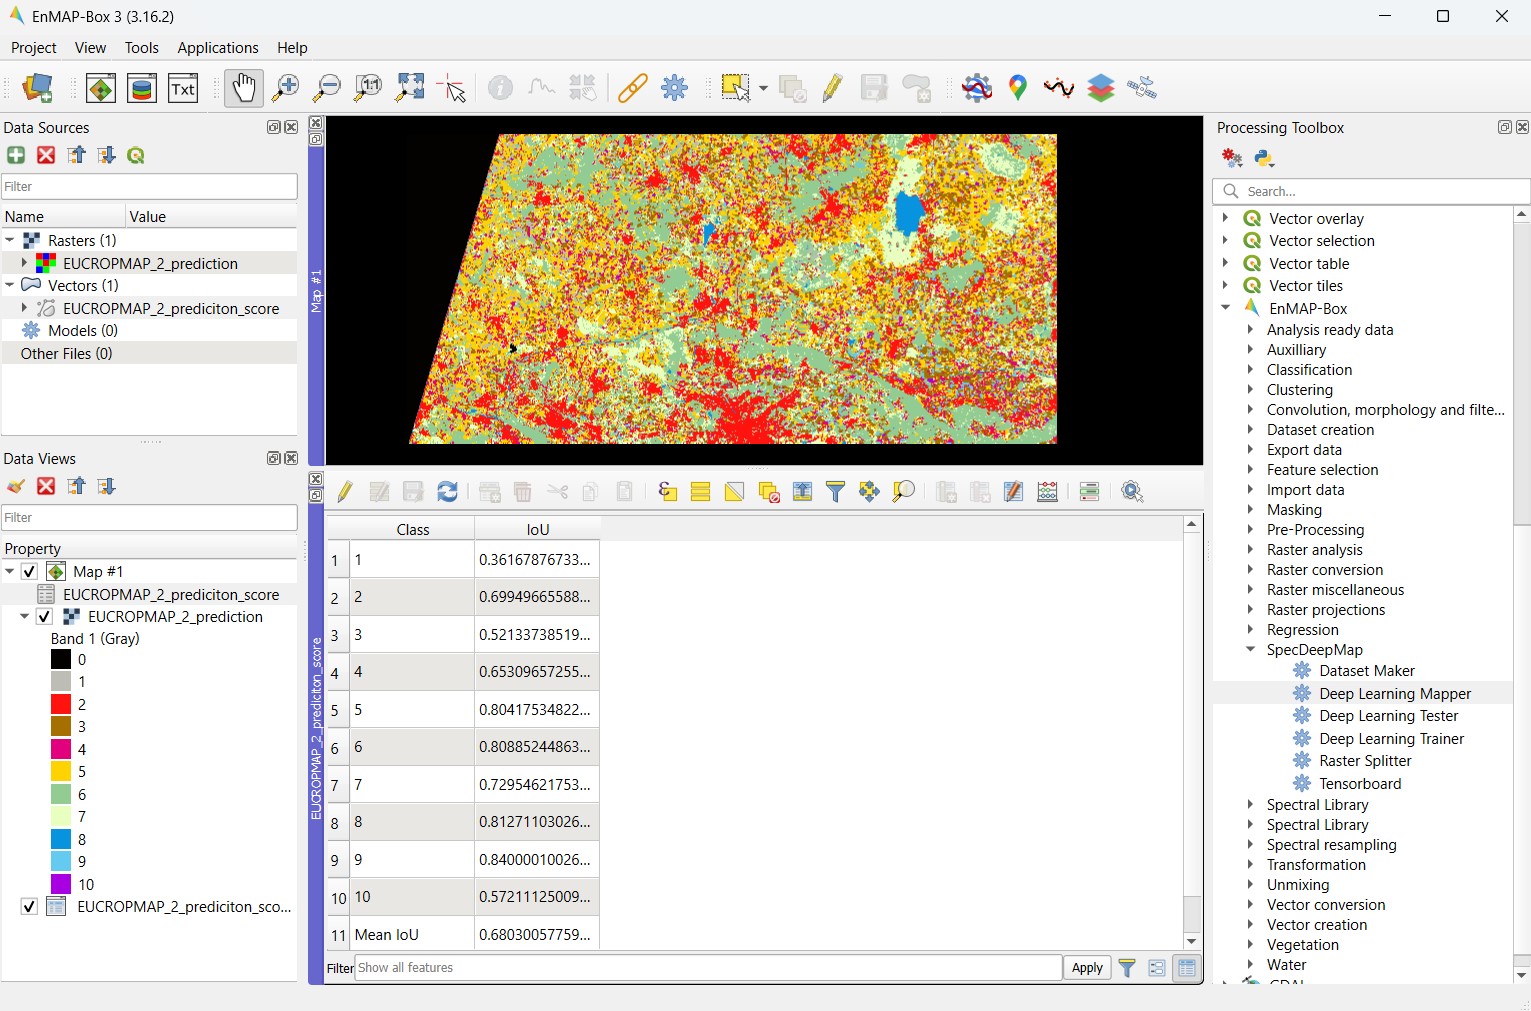 EnMAP-Box 3 (3.16.2)
Project View Tools Applications Help
1:1
Txt
Data Sources
Filter
Name Value
Rasters (1)
EUCROPMAP_2_prediction
Vectors (1)
EUCROPMAP_2_prediciton_score
Models (0)
Other Files (0)
Data Views
Filter
Property
Map #1
EUCROPMAP_2_prediciton_score
EUCROPMAP_2_prediction
Band 1 (Gray)
0
1
2
3
4
5
6
7
8
9
10
EUCROPMAP_2_prediciton_sco...
Map #1
EUCROPMAP_2_prediciton_score
Class IoU
1 1 0.36167876733...
2 2 0.69949665588...
3 3 0.52133738519...
4 4 0.65309657255...
5 5 0.80417534822...
6 6 0.80885244863...
7 7 0.72954621753...
8 8 0.81271103026...
9 9 0.84000010026...
10 10 0.57211125009...
11 Mean IoU 0.68030057759...
Filter Show all features Apply
Processing Toolbox
Search...
Vector overlay
Vector selection
Vector table
Vector tiles
EnMAP-Box
Analysis ready data
Auxilliary
Classification
Clustering
Convolution, morphology and filte...
Dataset creation
Export data
Feature selection
Import data
Masking
Pre-Processing
Raster analysis
Raster conversion
Raster miscellaneous
Raster projections
Regression
SpecDeepMap
Dataset Maker
Deep Learning Mapper
Deep Learning Tester
Deep Learning Trainer
Raster Splitter
Tensorboard
Spectral Library
Spectral Library
Spectral resampling
Transformation
Unmixing
Vector conversion
Vector creation
Vegetation
Water